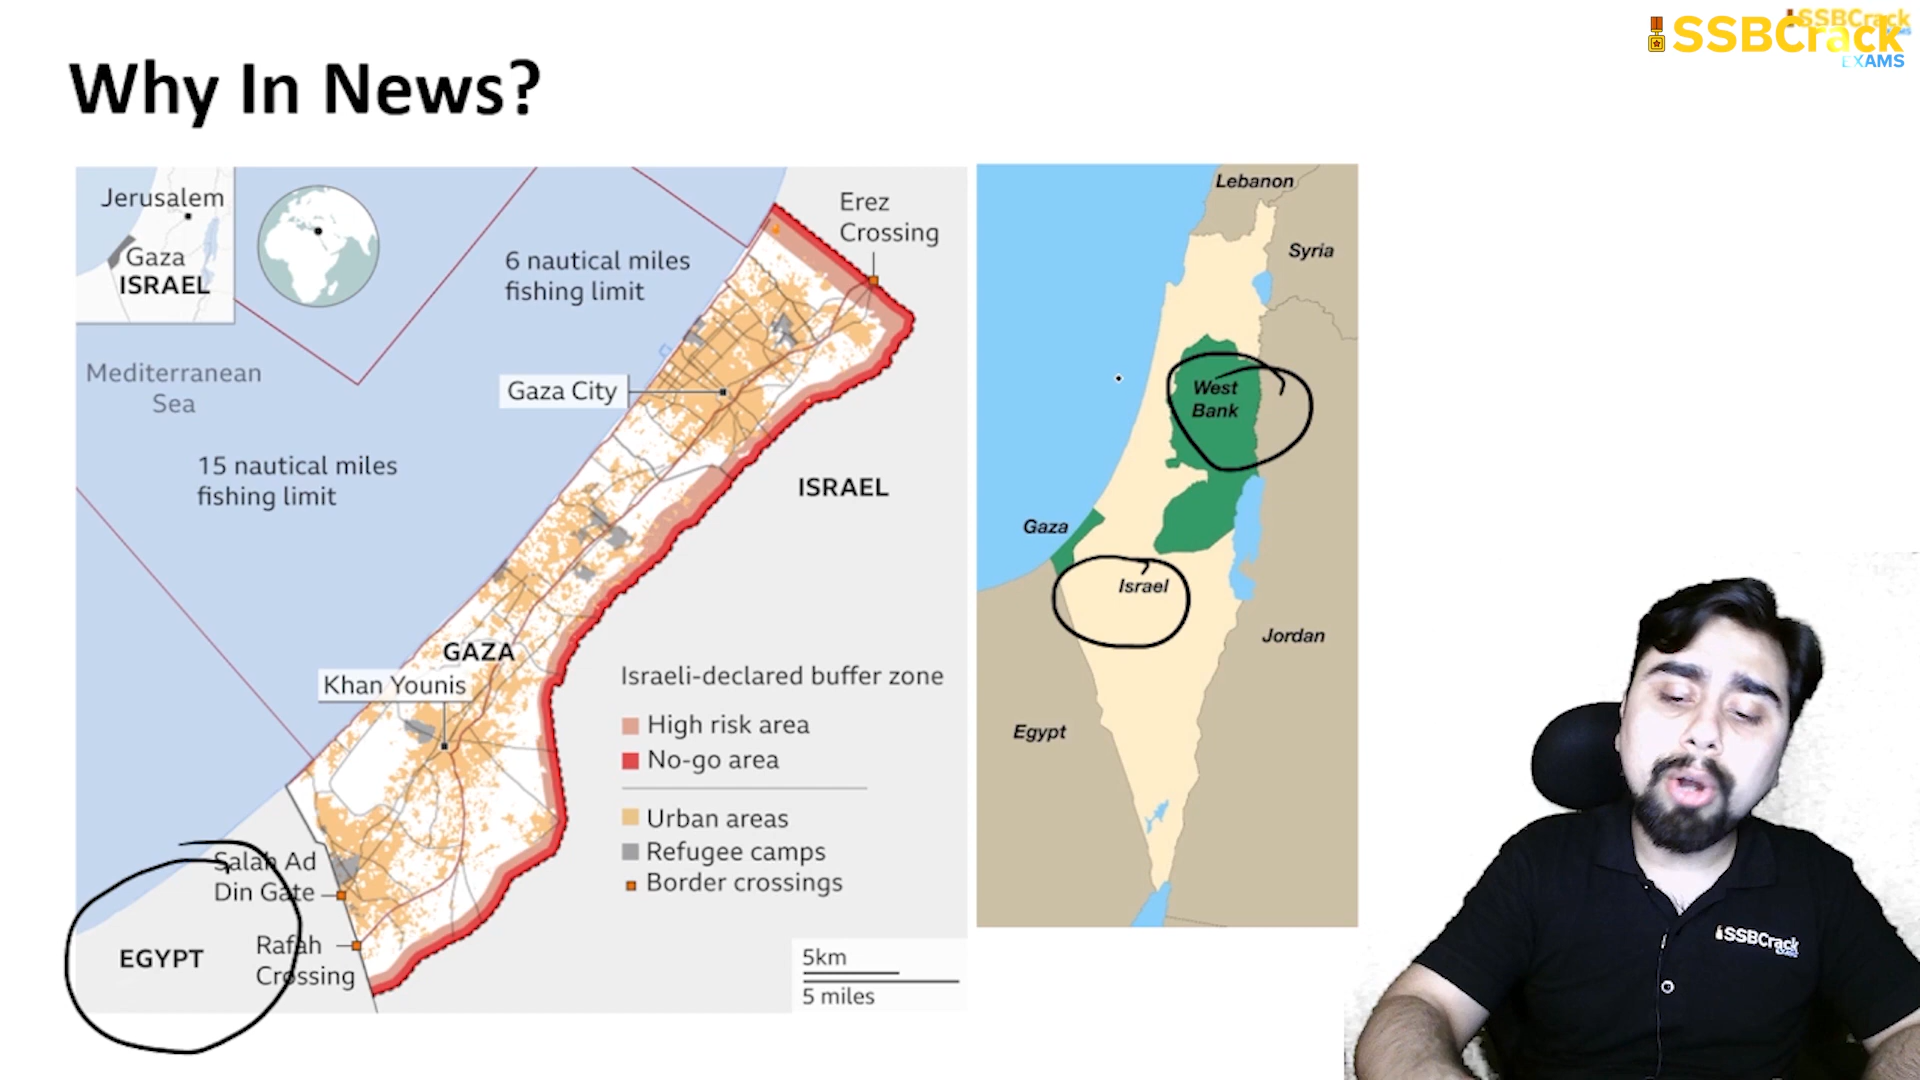 SSBCrack
EXAMS
SSBCrack
Why In News?
Jerusalem
Gaza
ISRAEL
Erez
Crossing
6 nautical miles
fishing limit
Mediterranean
Sea
Gaza City
15 nautical miles
fishing limit
ISRAEL
GAZA
Khan Younis
Israeli-declared buffer zone
High risk area
No-go area
Urban areas
Refugee camps
Border crossings
Salah Ad
Din Gate
EGYPT
Rafah
Crossing
5km
5 miles
Lebanon
Syria
West
Bank
Gaza
Israel
Jordan
Egypt
SSBCrack